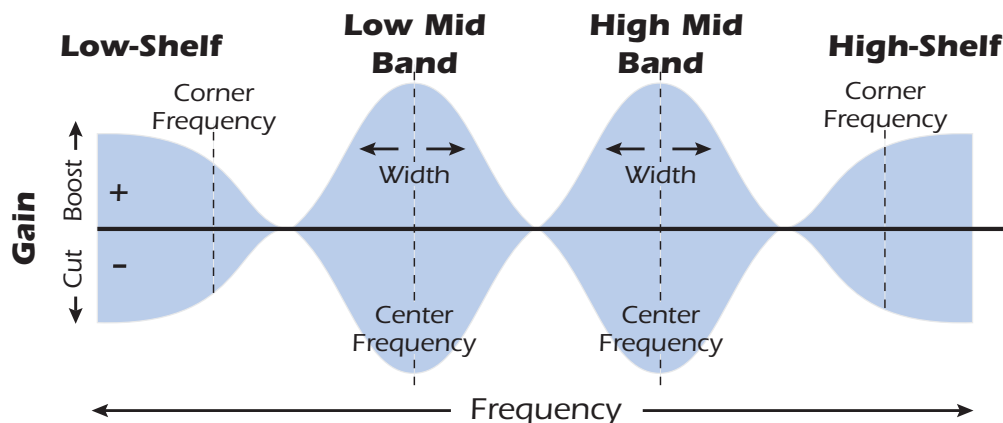 Low-Shelf
Low Mid
Band
High Mid
Band
High-Shelf
Corner
Frequency
Corner
Frequency
Width
Width
Gain
Boost
Cut
+
–
Center
Frequency
Center
Frequency
Frequency